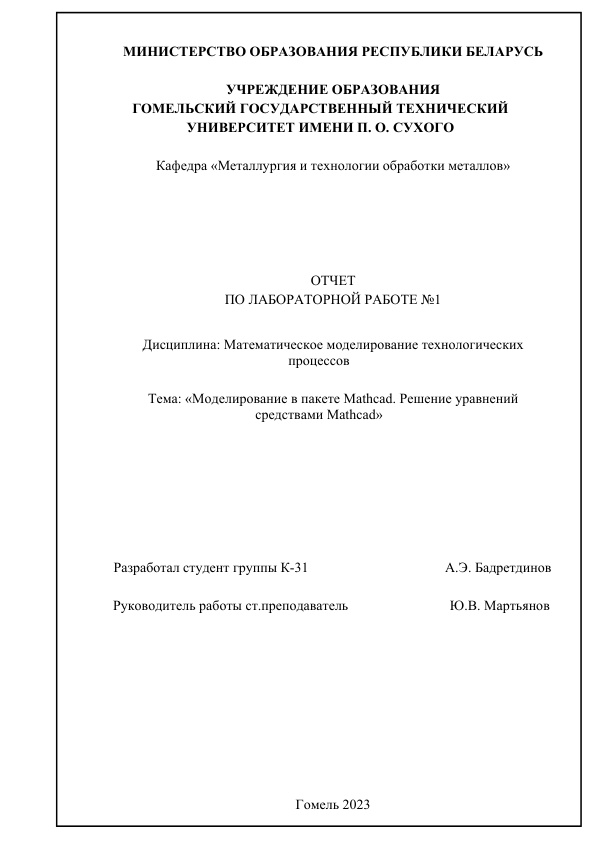 МИНИСТЕРСТВО ОБРАЗОВАНИЯ РЕСПУБЛИКИ БЕЛАРУСЬ
УЧРЕЖДЕНИЕ ОБРАЗОВАНИЯ
ГОМЕЛЬСКИЙ ГОСУДАРСТВЕННЫЙ ТЕХНИЧЕСКИЙ
УНИВЕРСИТЕТ ИМЕНИ П. О. СУХОГО
Кафедра «Металлургия и технологии обработки металлов»
ОТЧЕТ
ПО ЛАБОРАТОРНОЙ РАБОТЕ №1
Дисциплина: Математическое моделирование технологических
процессов
Тема: «Моделирование в пакете Mathcad. Решение уравнений
средствами Mathcad»
Разработал студент группы К-31 А.Э. Бадретдинов
Руководитель работы ст.преподаватель Ю.В. Мартьянов
Гомель 2023